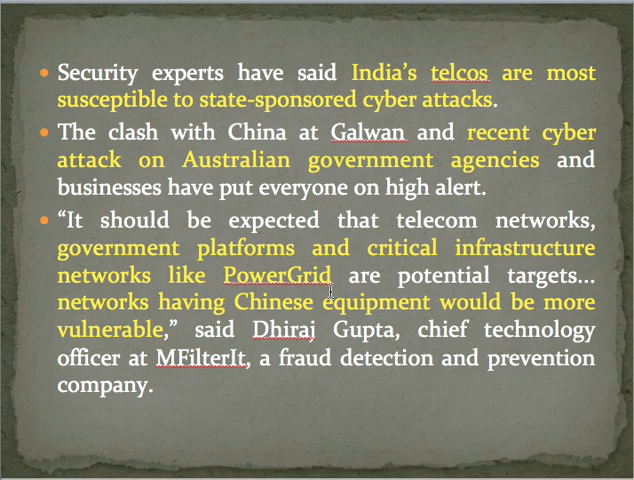 • Security experts have said India's telcos are most
susceptible to state-sponsored cyber attacks.
• The clash with China at Galwan and recent cyber
attack on Australian government agencies and
businesses have put everyone on high alert.
• “It should be expected that telecom networks,
government platforms and critical infrastructure
networks like PowerGrid are potential targets...
networks having Chinese equipment would be more
vulnerable,” said Dhiraj Gupta, chief technology
officer at MFilterIt, a fraud detection and prevention
company.